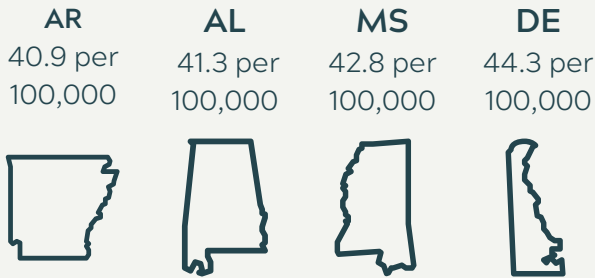 AR
40.9 per
100,000
AL
41.3 per
100,000
MS
42.8 per
100,000
DE
44.3 per
100,000